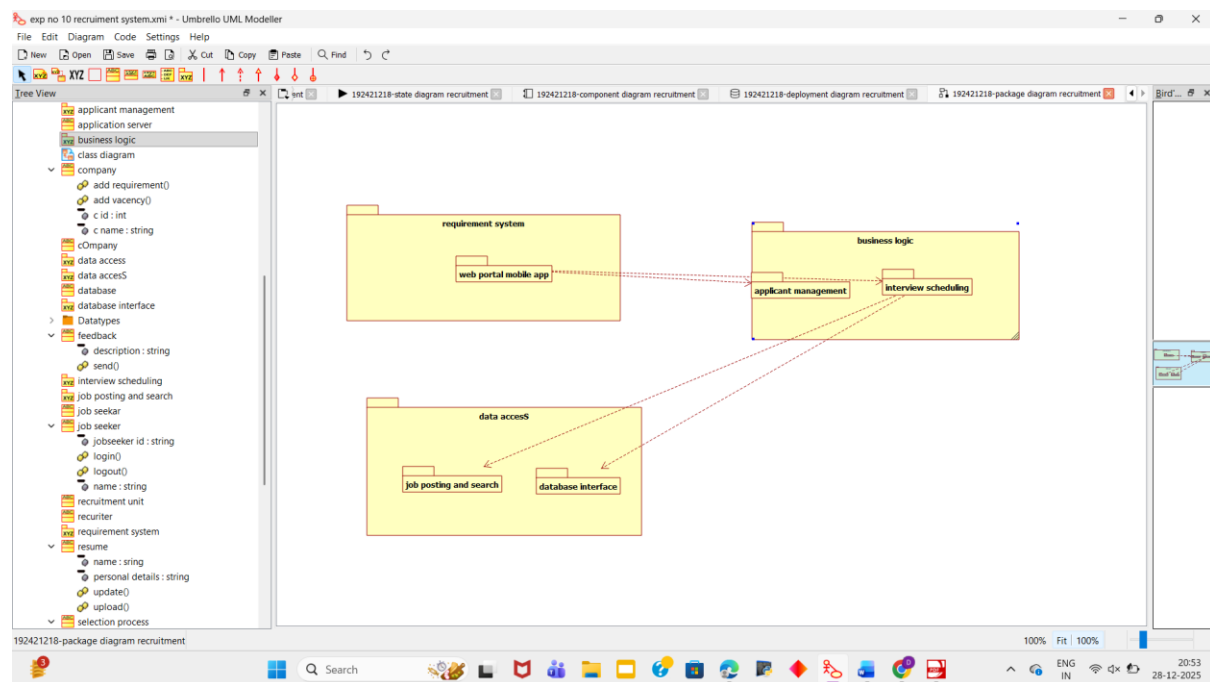 exp no 10 recruiment system.xmi * - Umbrello UML Modeller
File Edit Diagram Code Settings Help
New Open Save Cut Copy Paste Find
XYZ
Tree View
ent 192421218-state diagram recruitment 192421218-component diagram recruitment 192421218-deployment diagram recruitment 192421218-package diagram recruitment
Bird'...
applicant management
application server
business logic
class diagram
company
add requirement()
add vacency()
c id : int
c name : string
cOmpany
data access
data accesS
database
database interface
Datatypes
feedback
description : string
send()
interview scheduling
job posting and search
job seekar
job seeker
jobseeker id : string
login()
logout()
name : string
recruitment unit
recuriter
requirement system
resume
name : sring
personal details : string
update()
upload()
selection process
requirement system
web portal mobile app
business logic
applicant management
interview scheduling
data accesS
job posting and search
database interface
192421218-package diagram recruitment
100% Fit 100%
3
Search
ENG
IN
20:53
28-12-2025